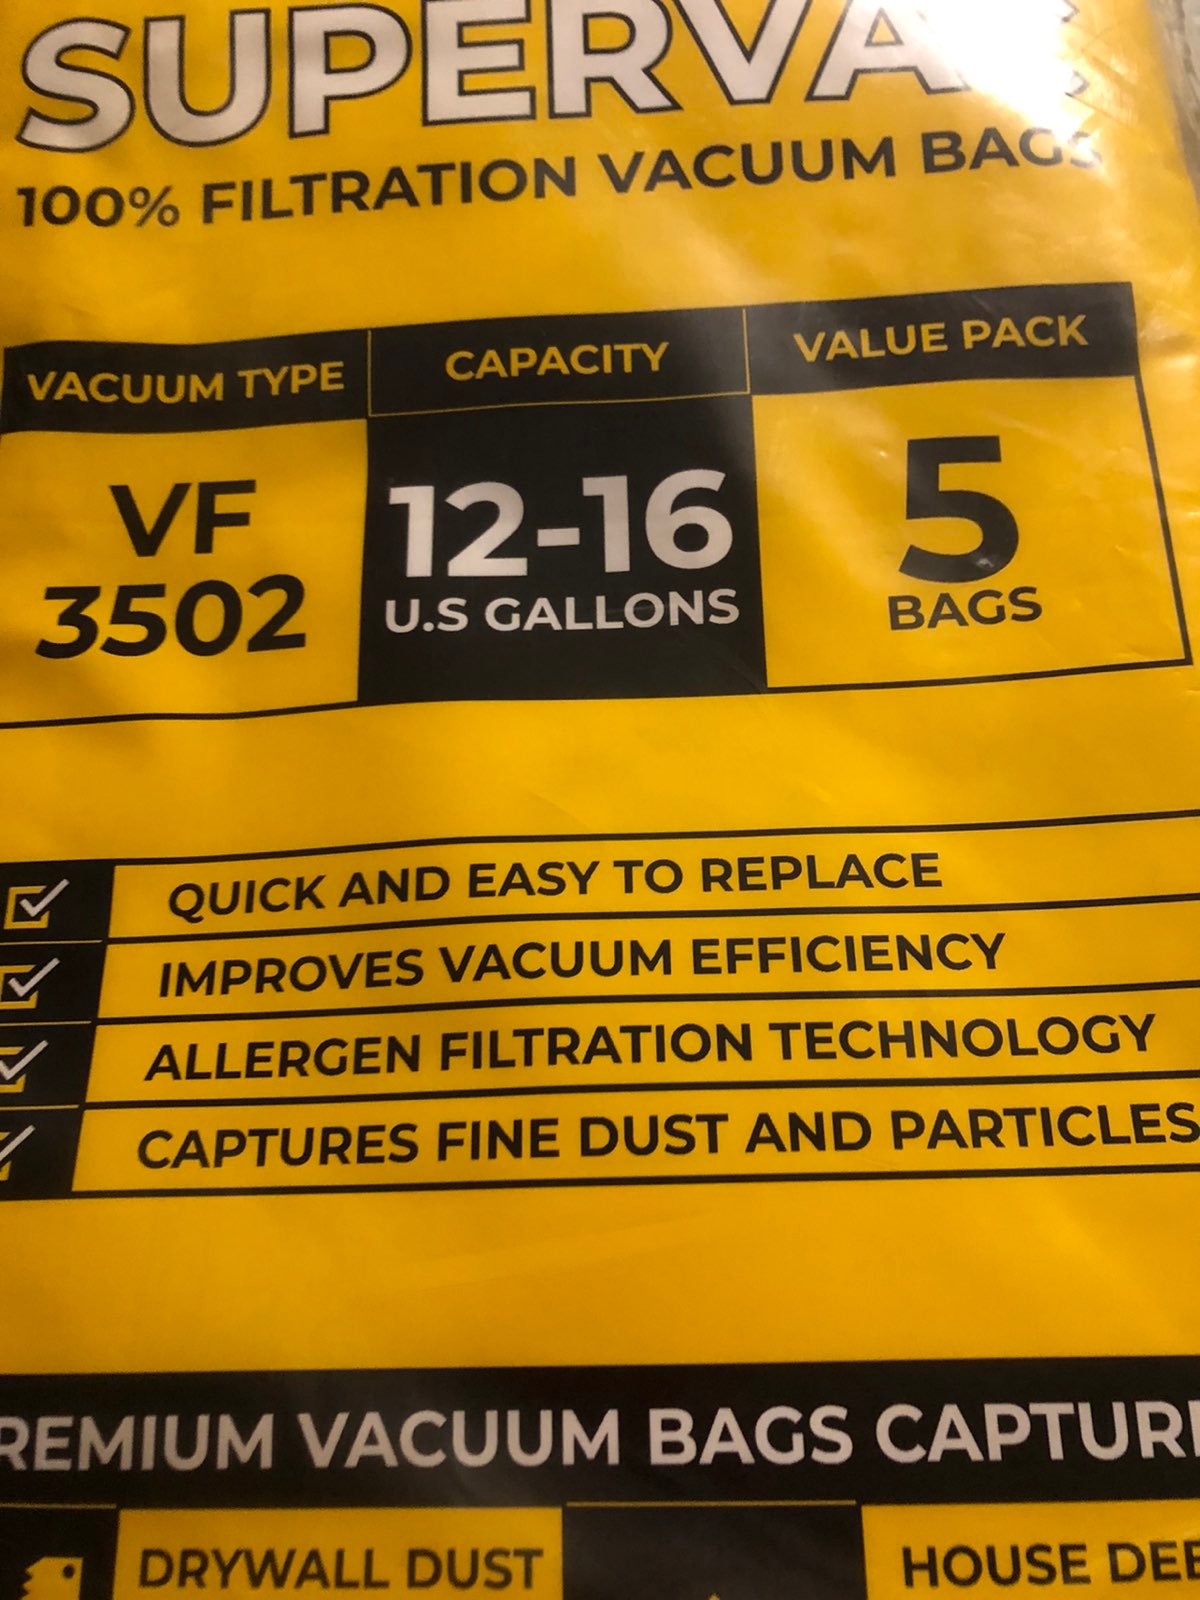 SUPERVA
100% FILTRATION VACUUM BAGS
VACUUM TYPE CAPACITY VALUE PACK
VF 3502
12-16
U.S GALLONS
5
BAGS
QUICK AND EASY TO REPLACE
IMPROVES VACUUM EFFICIENCY
ALLERGEN FILTRATION TECHNOLOGY
CAPTURES FINE DUST AND PARTICLES
REMIUM VACUUM BAGS CAPTUR
DRYWALL DUST
HOUSE DE